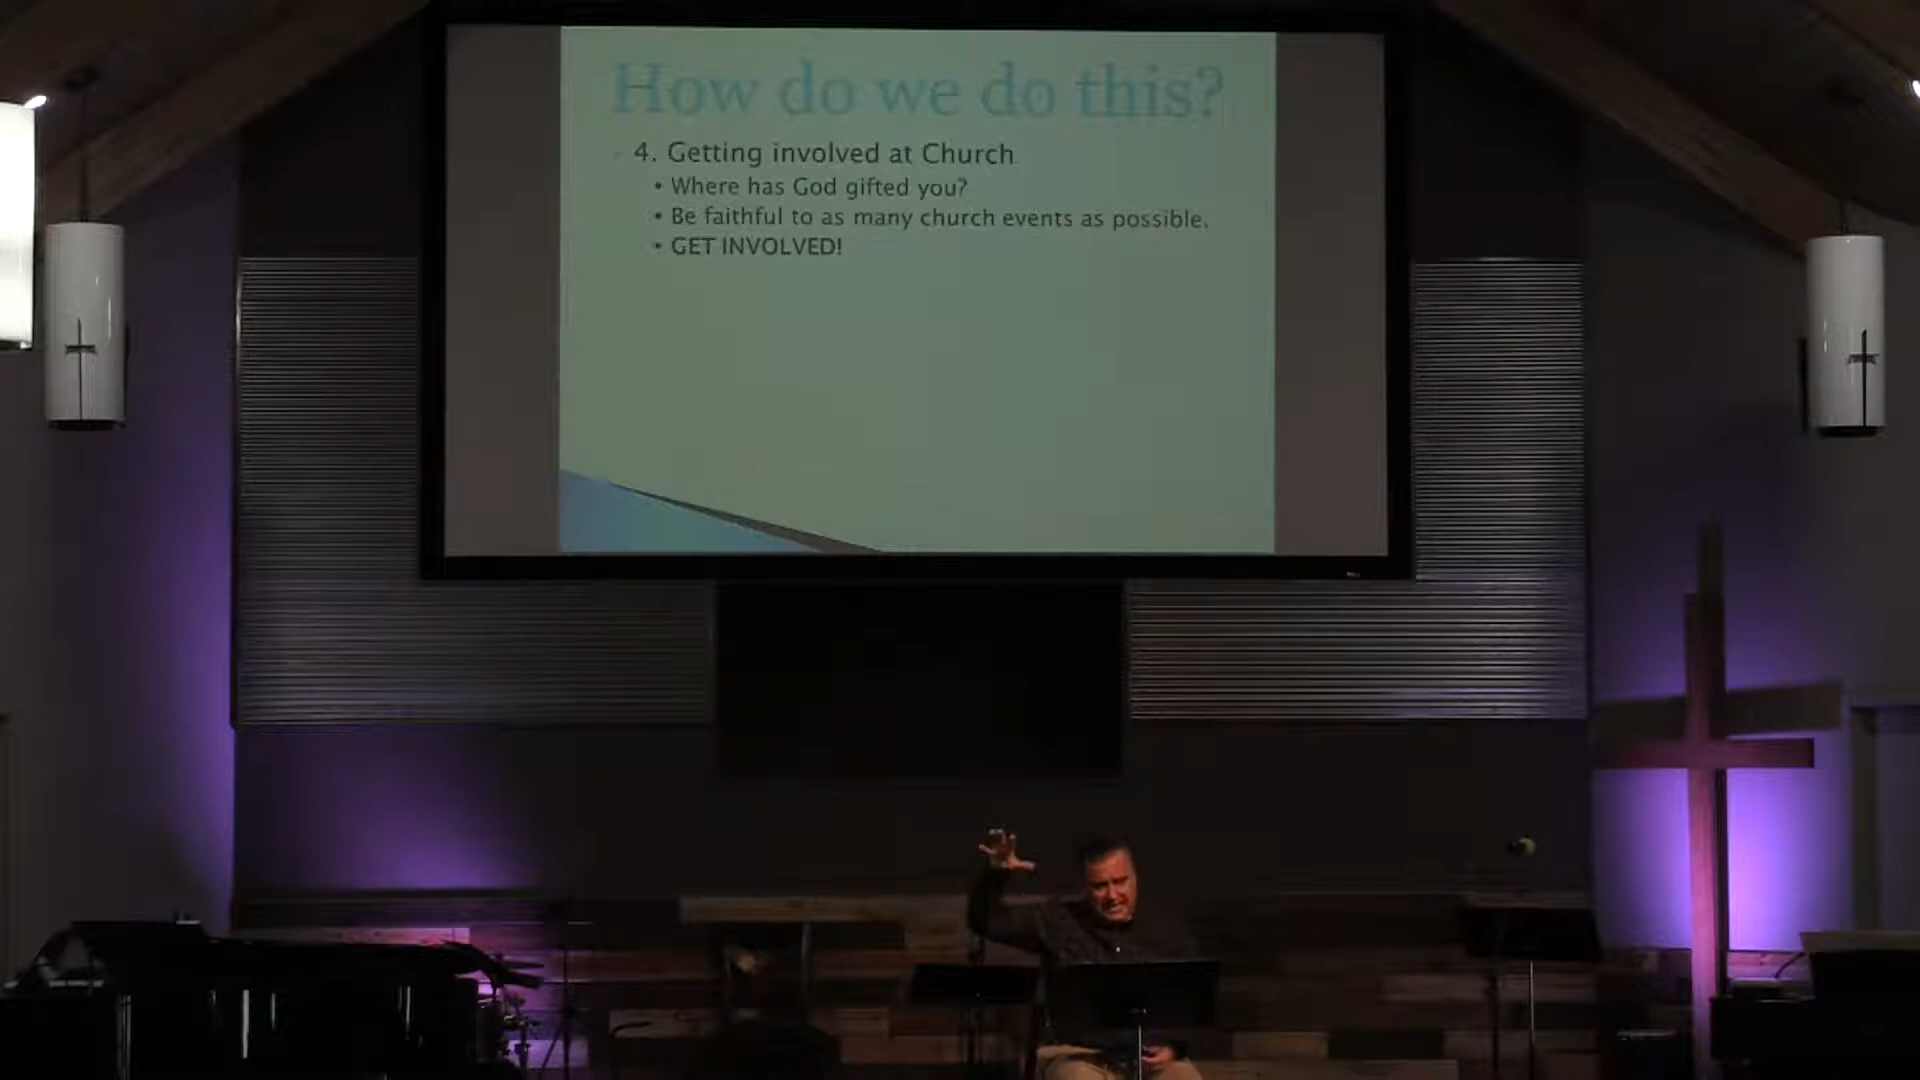 How do we do this?
4. Getting involved at Church
• Where has God gifted you?
• Be faithful to as many church events as possible.
• GET INVOLVED!